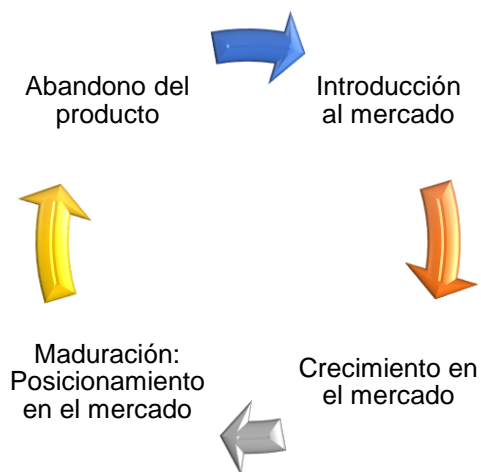 Abandono del
producto
Introducción
al mercado
Maduración:
Posicionamiento
en el mercado
Crecimiento en
el mercado